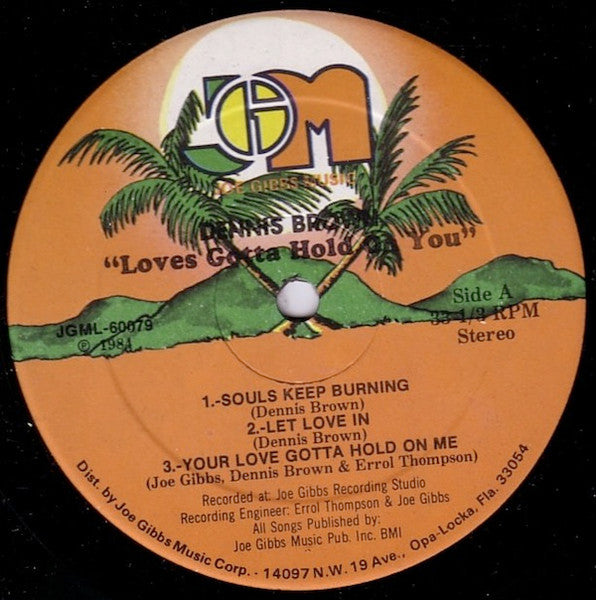 JGM
JOE GIBBS MUSIC
DENNIS BROWN
"Loves Gotta Hold On You"
JGML-60079
℗ 1984
Side A
33 1/3 RPM
Stereo
1.-SOULS KEEP BURNING
(Dennis Brown)
2.-LET LOVE IN
(Dennis Brown)
3.-YOUR LOVE GOTTA HOLD ON ME
(Joe Gibbs, Dennis Brown & Errol Thompson)
Recorded at: Joe Gibbs Recording Studio
Recording Engineer: Errol Thompson & Joe Gibbs
All Songs Published by:
Joe Gibbs Music Pub. Inc. BMI
Dist. by Joe Gibbs Music Corp. - 14097 N.W. 19 Ave., Opa-Locka, Fla. 33054